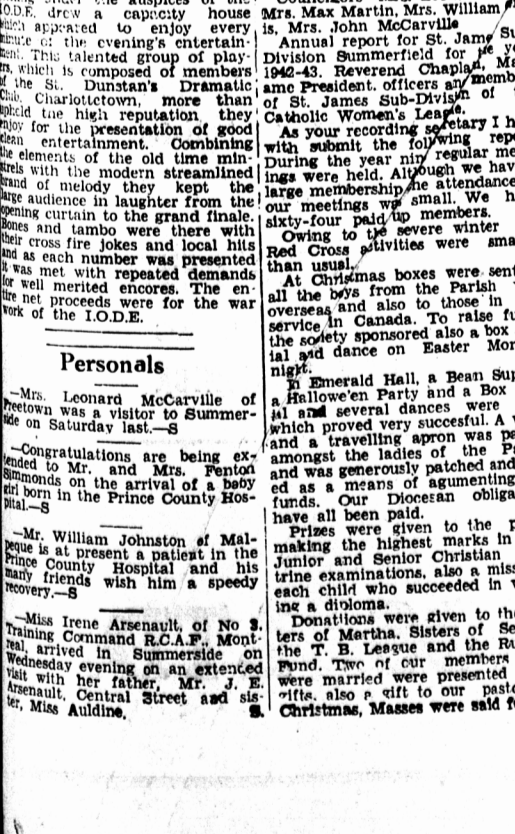 I.O.D.E. drew a capacity house
which appeared to enjoy every
minute of the evening's entertain-
ment. This talented group of play-
ers, which is composed of members
of the St. Dunstan's Dramatic
Club, Charlottetown, more than
upheld the high reputation they
enjoy for the presentation of good
clean entertainment. Combining
the elements of the old time min-
strels with the modern streamlined
brand of melody they kept the
large audience in laughter from the
opening curtain to the grand finale.
Bones and tambo were there with
their cross fire jokes and local hits
and as each number was presented
it was met with repeated demands
for well merited encores. The en-
tire net proceeds were for the war
work of the I.O.D.E.
Personals
—Mrs. Leonard McCarville of
Freetown was a visitor to Summer-
side on Saturday last.—S
—Congratulations are being ex-
tended to Mr. and Mrs. Fenton
Simmonds on the arrival of a baby
girl born in the Prince County Hos-
pital.—S
—Mr. William Johnston of Mal-
peque is at present a patient in the
Prince County Hospital and his
many friends wish him a speedy
recovery.—S
—Miss Irene Arsenault, of No 3.
Training Command R.C.A.F., Mont-
real, arrived in Summerside on
Wednesday evening on an extended
visit with her father, Mr. J. E.
Arsenault, Central Street and sis-
ter, Miss Auldine. S.
Mrs. Max Martin, Mrs. William
is, Mrs. John McCarville
Annual report for St. James Su
Division Summerfield for the y
1942-43. Reverend Chaplain, Ma
ame President. officers and memb
of St. James Sub-Division of
Catholic Women's League.
As your recording secretary I h
with submit the following repo
During the year nine regular me
ings were held. Although we hav
large membership the attendance
our meetings was small. We h
sixty-four paid up members.
Owing to the severe winter
Red Cross activities were sma
than usual.
At Christmas boxes were sent
all the boys from the Parish
overseas and also to those in
service in Canada. To raise fu
the society sponsored also a box
ial and dance on Easter Mon
night.
In Emerald Hall, a Bean Sup
a Hallowe'en Party and a Box
ial and several dances were
which proved very succesful. A
and a travelling apron was pa
amongst the ladies of the Pa
and was generously patched and
ed as a means of agumenting
funds. Our Diocesan obliga
have all been paid.
Prizes were given to the p
making the highest marks in
Junior and Senior Christian
trine examinations, also a miss
each child who succeeded in
ing a diploma.
Donations were given to the
ters of Martha. Sisters of Se
the T. B. League and the Ru
Fund. Two of our members
were married were presented
gifts, also a gift to our past
Christmas, Masses were said f